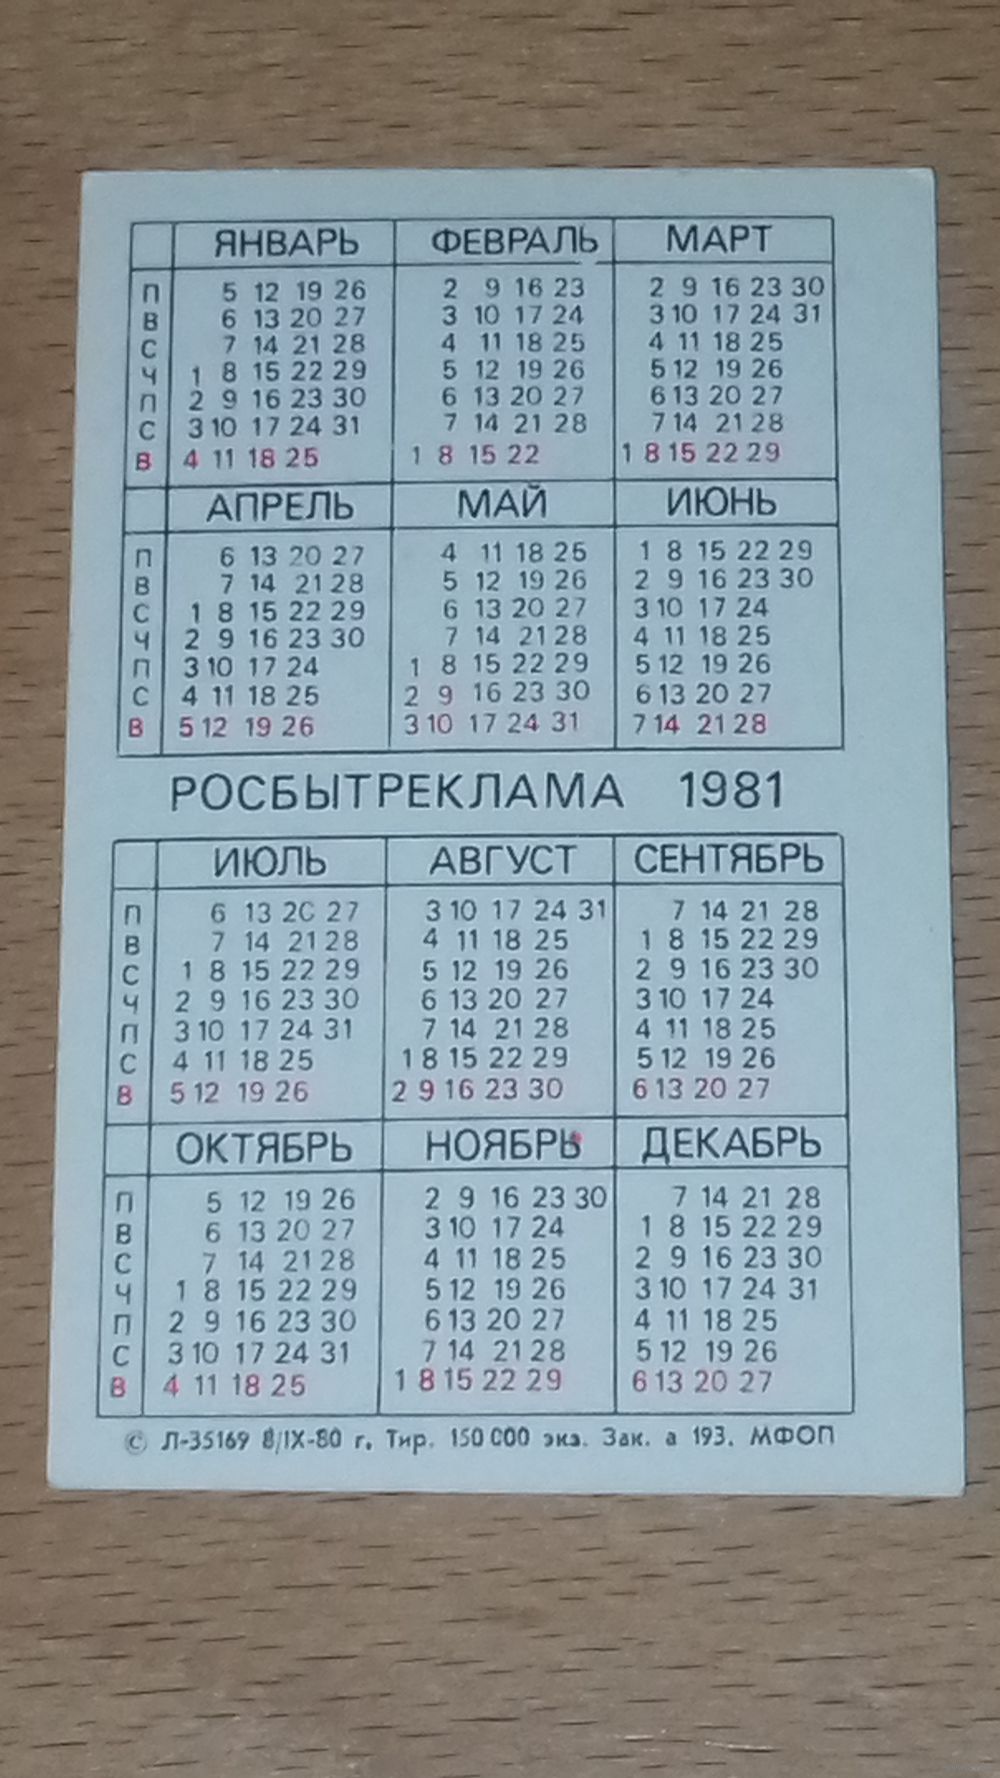 ЯНВАРЬ ФЕВРАЛЬ МАРТ
П 5 12 19 26 2 9 16 23 2 9 16 23 30
В 6 13 20 27 3 10 17 24 3 10 17 24 31
С 7 14 21 28 4 11 18 25 4 11 18 25
Ч 1 8 15 22 29 5 12 19 26 5 12 19 26
П 2 9 16 23 30 6 13 20 27 6 13 20 27
С 3 10 17 24 31 7 14 21 28 7 14 21 28
В 4 11 18 25 1 8 15 22 1 8 15 22 29
АПРЕЛЬ МАЙ ИЮНЬ
П 6 13 20 27 4 11 18 25 1 8 15 22 29
В 7 14 21 28 5 12 19 26 2 9 16 23 30
С 1 8 15 22 29 6 13 20 27 3 10 17 24
Ч 2 9 16 23 30 7 14 21 28 4 11 18 25
П 3 10 17 24 1 8 15 22 29 5 12 19 26
С 4 11 18 25 2 9 16 23 30 6 13 20 27
В 5 12 19 26 3 10 17 24 31 7 14 21 28
РОСБЫТРЕКЛАМА 1981
ИЮЛЬ АВГУСТ СЕНТЯБРЬ
П 6 13 20 27 3 10 17 24 31 7 14 21 28
В 7 14 21 28 4 11 18 25 1 8 15 22 29
С 1 8 15 22 29 5 12 19 26 2 9 16 23 30
Ч 2 9 16 23 30 6 13 20 27 3 10 17 24
П 3 10 17 24 31 7 14 21 28 4 11 18 25
С 4 11 18 25 1 8 15 22 29 5 12 19 26
В 5 12 19 26 2 9 16 23 30 6 13 20 27
ОКТЯБРЬ НОЯБРЬ ДЕКАБРЬ
П 5 12 19 26 2 9 16 23 30 7 14 21 28
В 6 13 20 27 3 10 17 24 1 8 15 22 29
С 7 14 21 28 4 11 18 25 2 9 16 23 30
Ч 1 8 15 22 29 5 12 19 26 3 10 17 24 31
П 2 9 16 23 30 6 13 20 27 4 11 18 25
С 3 10 17 24 31 7 14 21 28 5 12 19 26
В 4 11 18 25 1 8 15 22 29 6 13 20 27
© Л-35169 8/IX-80 г. Тир. 150 000 экз. Зак. а 193. МФОП